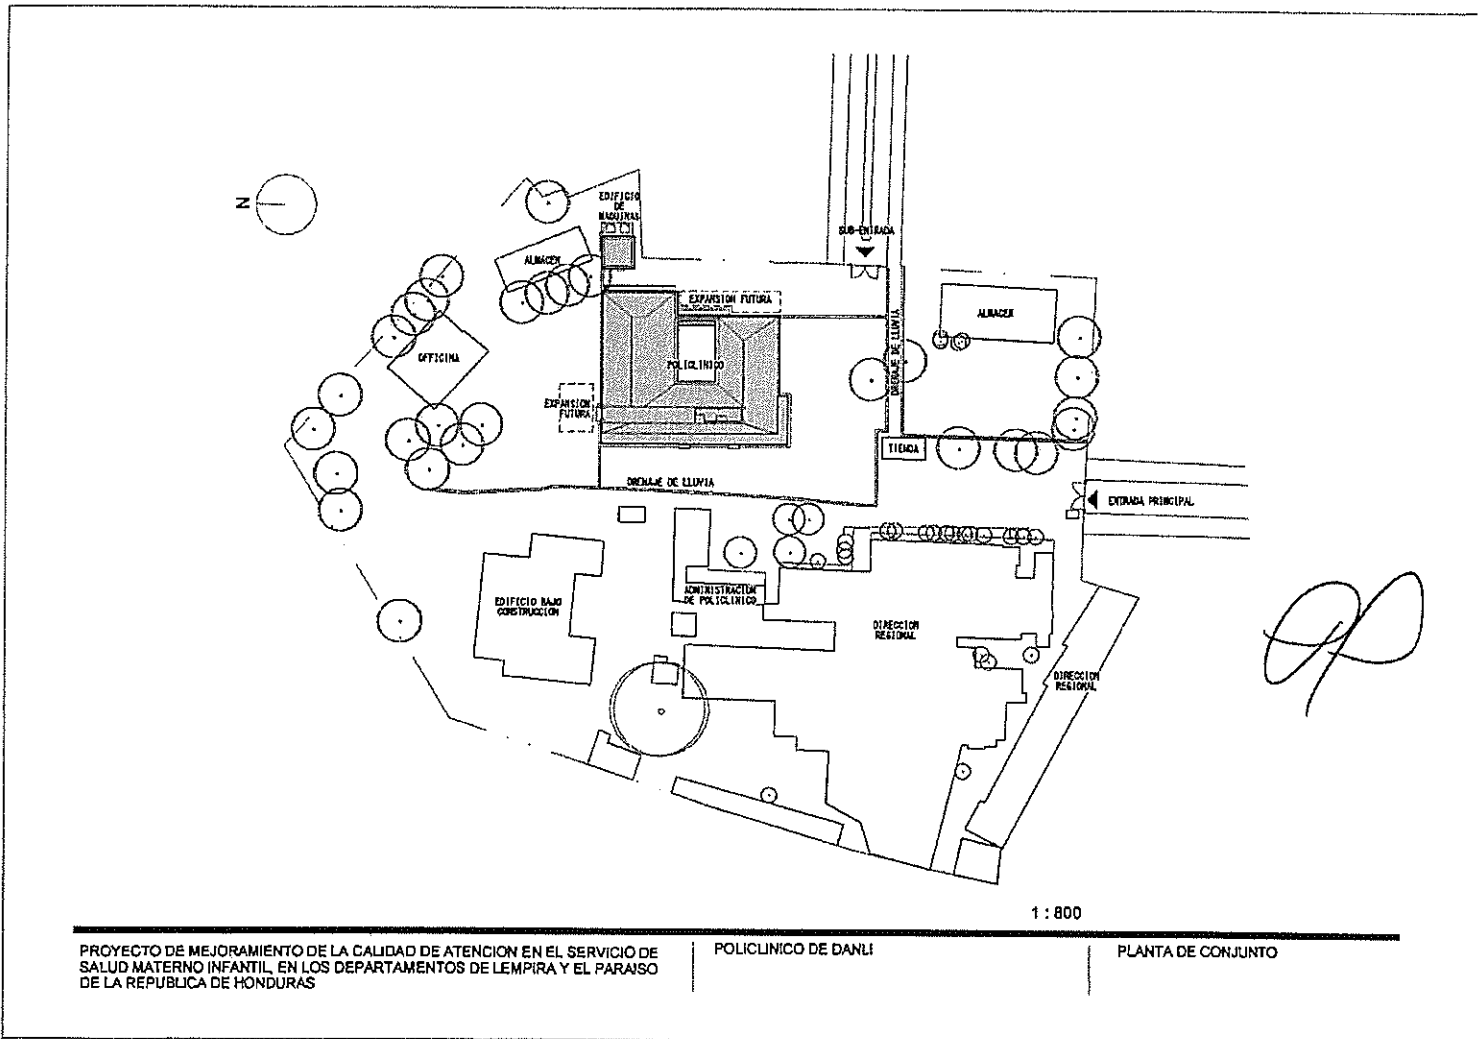 N
EDIFICIO
DE
MAQUINAS
SUB-ENTRADA
ALMACEN
EXPANSION FUTURA
ALMACEN
OFFICINA
POLICLINICO
DRENAJE DE LLUVIA
EXPANSION
FUTURA
TIENDA
DRENAJE DE LLUVIA
ENTRADA PRINCIPAL
EDIFICIO BAJO
CONSTRUCCION
ADMINISTRACION
DE POLICLINICO
DIRECCION
REGIONAL
DIRECCION
REGIONAL
1 : 800
PROYECTO DE MEJORAMIENTO DE LA CALIDAD DE ATENCION EN EL SERVICIO DE
SALUD MATERNO INFANTIL, EN LOS DEPARTAMENTOS DE LEMPIRA Y EL PARAISO
DE LA REPUBLICA DE HONDURAS
POLICLINICO DE DANLI
PLANTA DE CONJUNTO